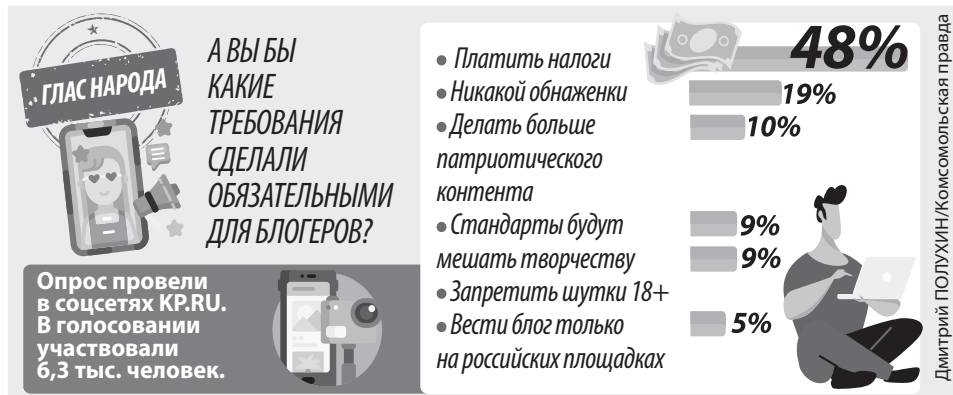 ГЛАС НАРОДА
А ВЫ БЫ
КАКИЕ
ТРЕБОВАНИЯ
СДЕЛАЛИ
ОБЯЗАТЕЛЬНЫМИ
ДЛЯ БЛОГЕРОВ?
Опрос провели
в соцсетях KP.RU.
В голосовании
участвовали
6,3 тыс. человек.
• Платить налоги 48%
• Никакой обнаженки 19%
• Делать больше 10%
патриотического
контента
• Стандарты будут 9%
мешать творчеству 9%
• Запретить шутки 18+
• Вести блог только 5%
на российских площадках
Дмитрий ПОЛУХИН/Комсомольская правда